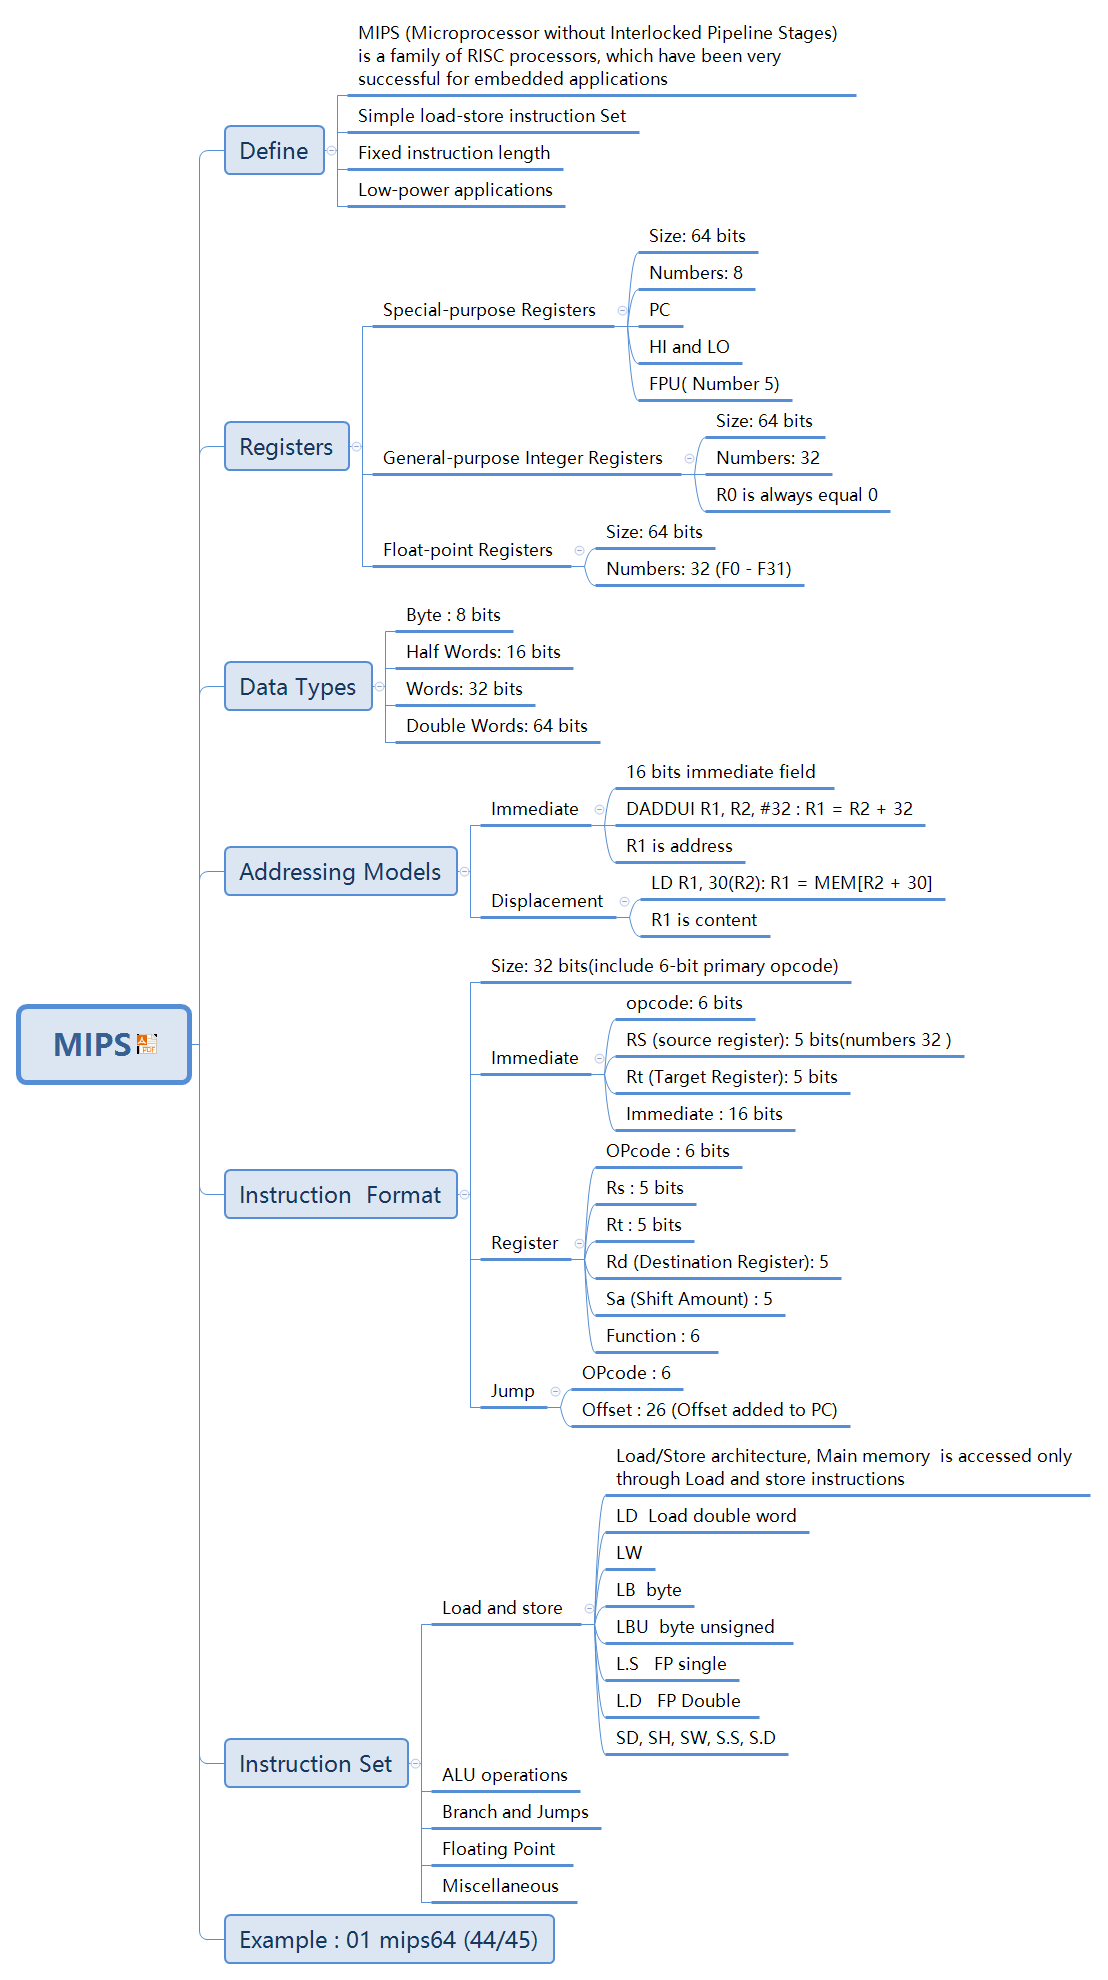 MIPS (Microprocessor without Interlocked Pipeline Stages)
is a family of RISC processors, which have been very
successful for embedded applications
Simple load-store instruction Set
Define
Fixed instruction length
Low-power applications
Size: 64 bits
Numbers: 8
Special-purpose Registers
PC
HI and LO
FPU( Number 5)
Size: 64 bits
Registers
General-purpose Integer Registers
Numbers: 32
R0 is always equal 0
Size: 64 bits
Float-point Registers
Numbers: 32 (F0 - F31)
Byte : 8 bits
Half Words: 16 bits
Data Types
Words: 32 bits
Double Words: 64 bits
16 bits immediate field
Immediate
DADDUI R1, R2, #32 : R1 = R2 + 32
R1 is address
Addressing Models
LD R1, 30(R2): R1 = MEM[R2 + 30]
Displacement
R1 is content
Size: 32 bits(include 6-bit primary opcode)
opcode: 6 bits
MIPS
PDF
RS (source register): 5 bits(numbers 32 )
Immediate
Rt (Target Register): 5 bits
Immediate : 16 bits
OPcode : 6 bits
Rs : 5 bits
Instruction  Format
Rt : 5 bits
Register
Rd (Destination Register): 5
Sa (Shift Amount) : 5
Function : 6
OPcode : 6
Jump
Offset : 26 (Offset added to PC)
Load/Store architecture, Main memory  is accessed only
through Load and store instructions
LD  Load double word
LW
LB  byte
Load and store
LBU  byte unsigned
L.S   FP single
L.D   FP Double
SD, SH, SW, S.S, S.D
Instruction Set
ALU operations
Branch and Jumps
Floating Point
Miscellaneous
Example : 01 mips64 (44/45)